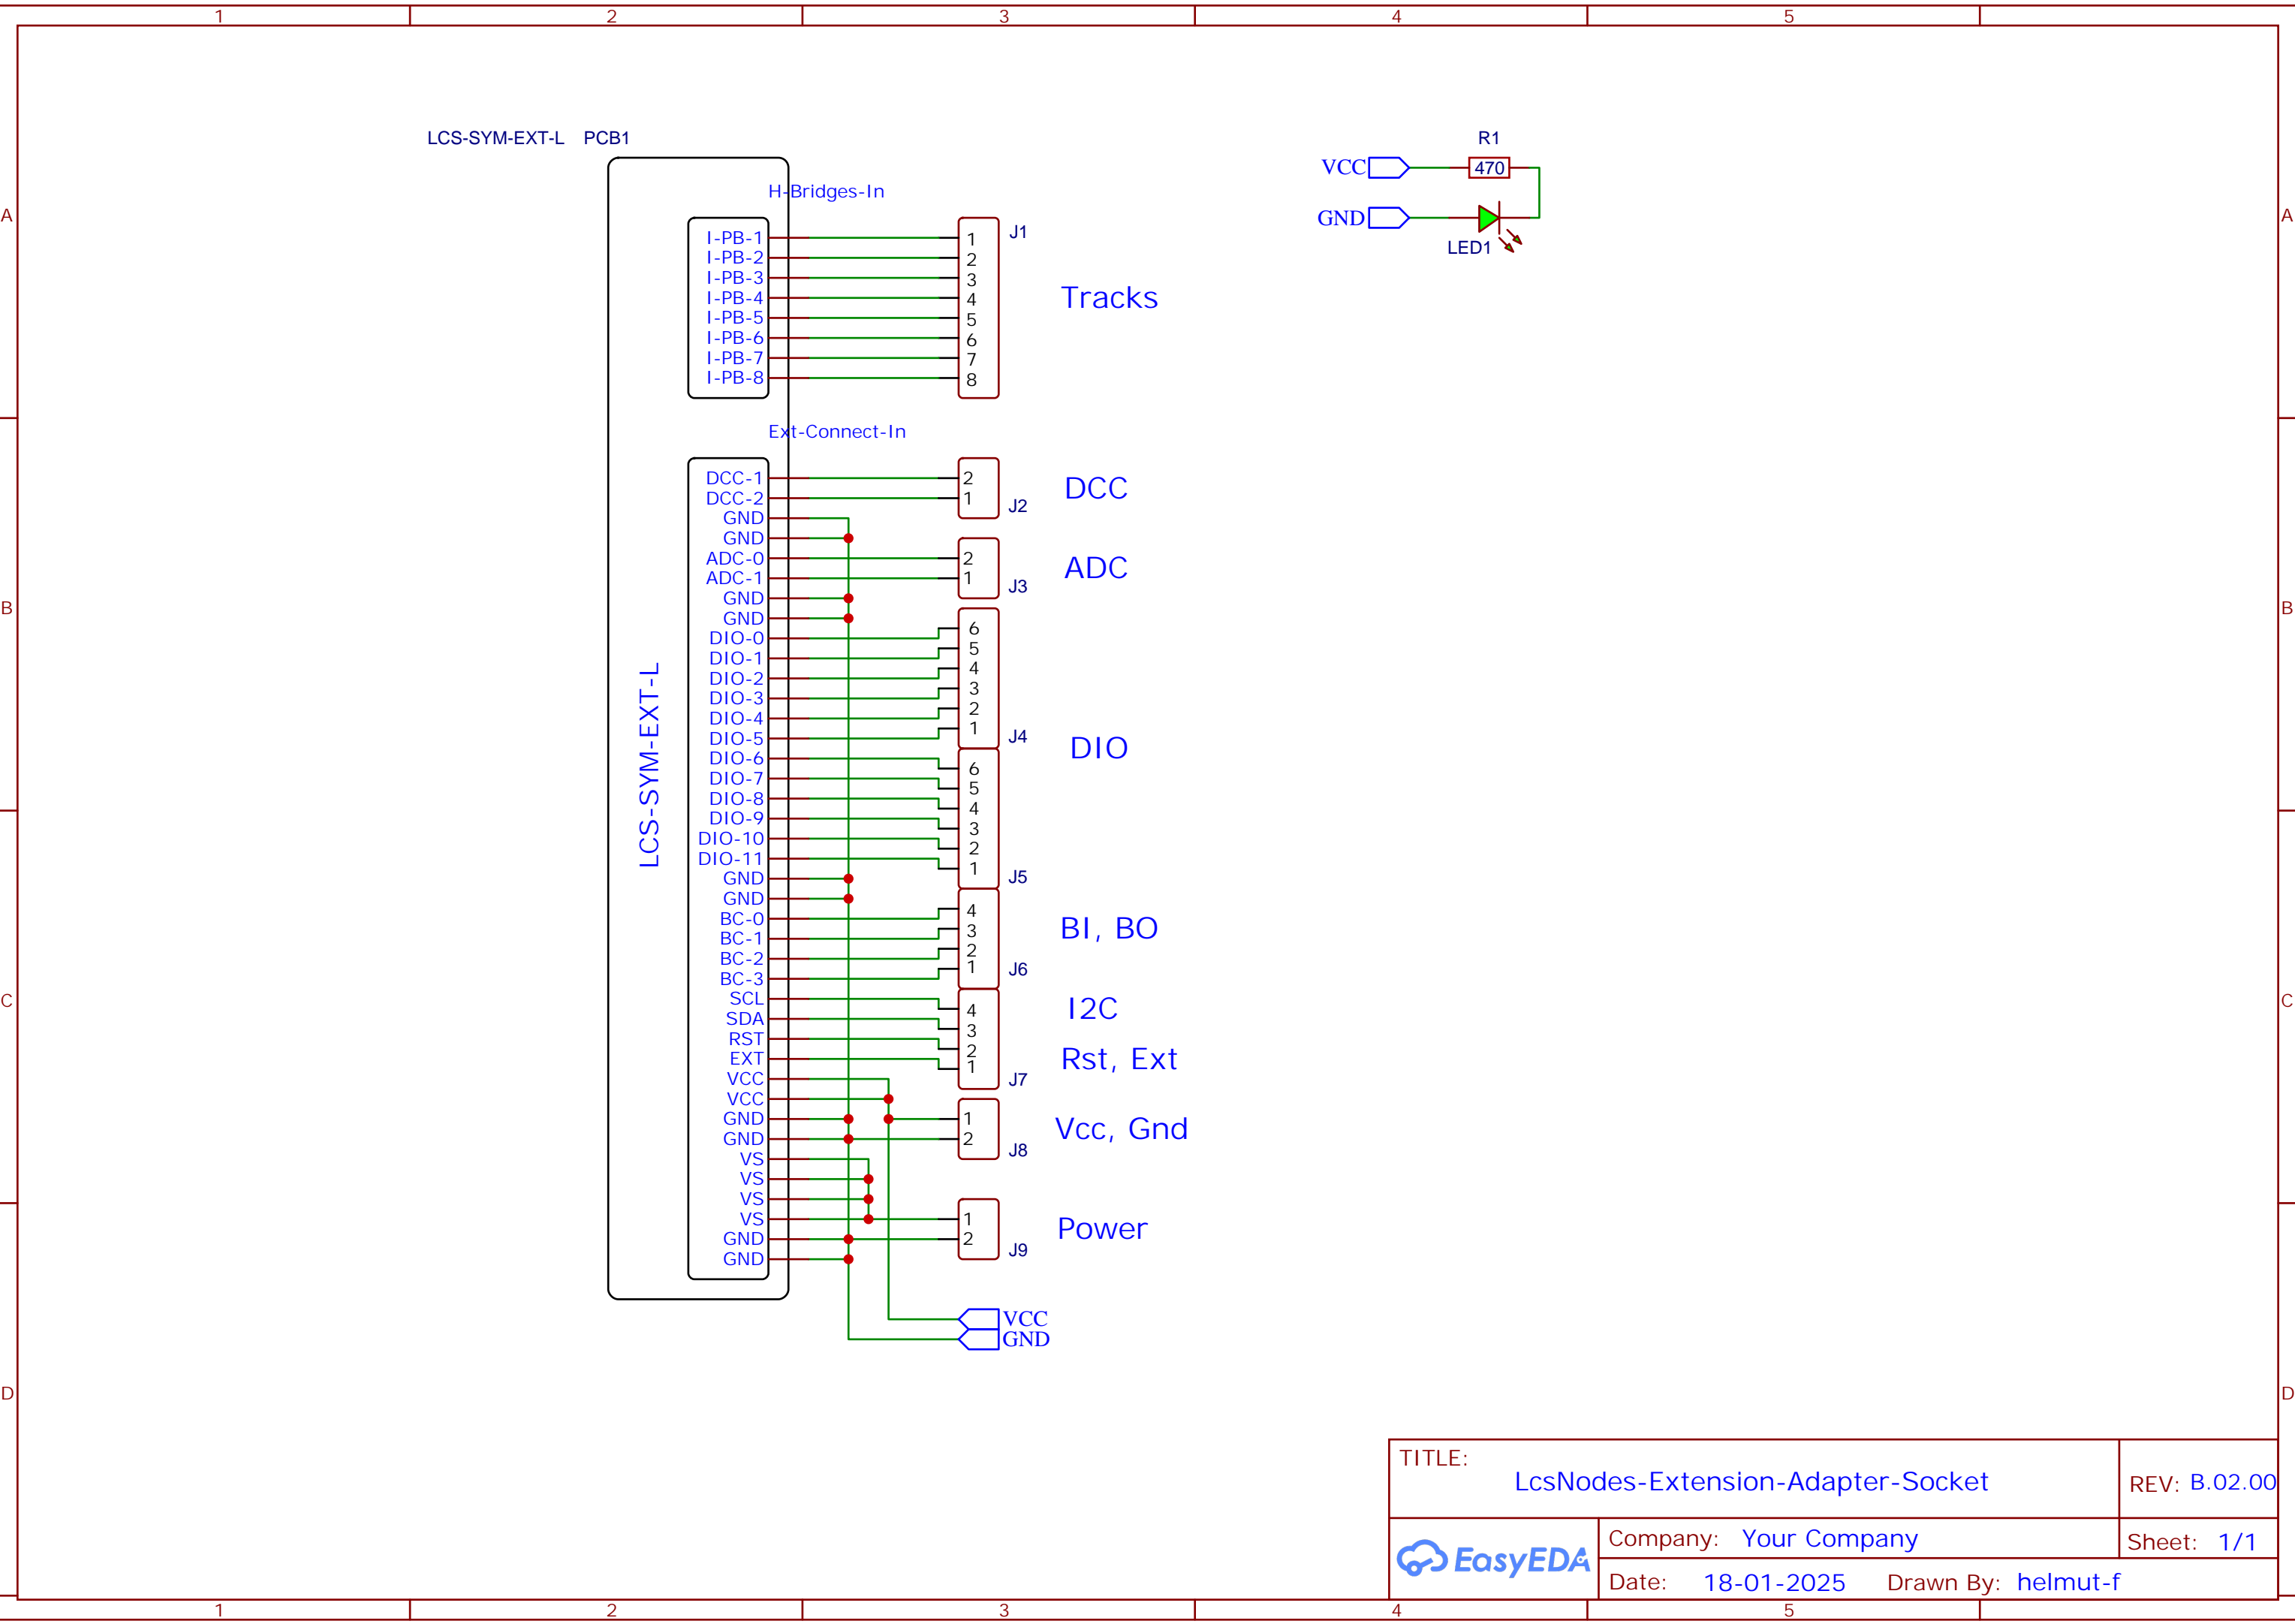 1 2 3 4 5
LCS-SYM-EXT-L PCB1
R1
VCC 470
GND
LED1
H-Bridges-In
A A
J1
I-PB-1 1
I-PB-2 2
I-PB-3 3
I-PB-4 4
I-PB-5 5
I-PB-6 6
I-PB-7 7
I-PB-8 8
Tracks
Ext-Connect-In
DCC-1 2
DCC-2 1
J2
DCC
GND
GND
ADC-0 2
ADC-1 1
J3
ADC
B B
GND
GND
DIO-0 6
DIO-1 5
DIO-2 4
DIO-3 3
DIO-4 2
DIO-5 1
J4
DIO
DIO-6 6
DIO-7 5
DIO-8 4
DIO-9 3
DIO-10 2
DIO-11 1
J5
LCS-SYM-EXT-L
GND
GND
BC-0 4
BC-1 3
BC-2 2
BC-3 1
J6
BI, BO
C C
SCL 4
SDA 3
RST 2
EXT 1
J7
I2C
Rst, Ext
VCC
VCC
GND 1
GND 2
J8
Vcc, Gnd
VS
VS
VS
VS 1
GND 2
GND
J9
Power
VCC
GND
D D
TITLE:
LcsNodes-Extension-Adapter-Socket
REV: B.02.00
EasyEDA
Company: Your Company
Sheet: 1/1
Date: 18-01-2025 Drawn By: helmut-f
1 2 3 4 5